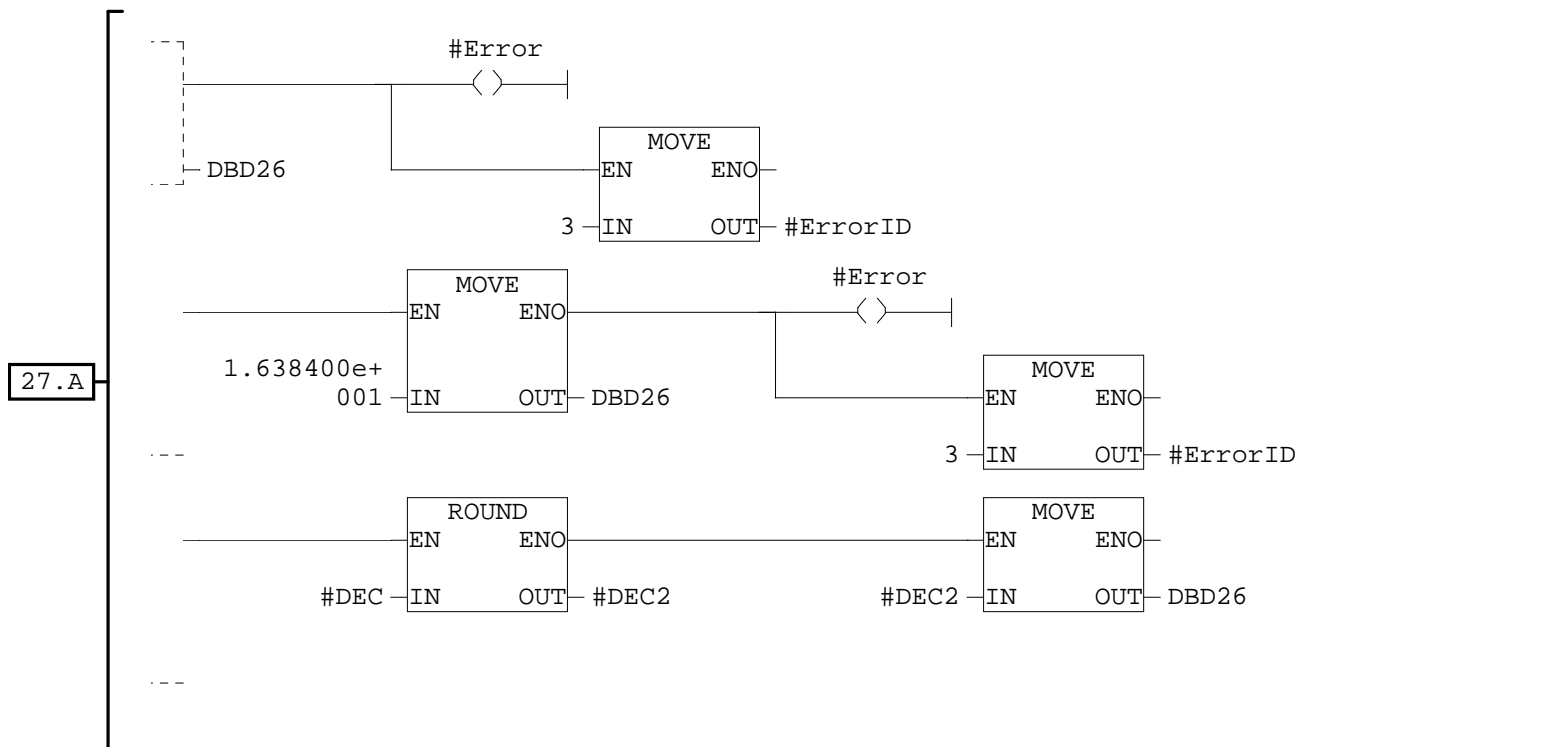 #Error
MOVE
DBD26
EN ENO
3 IN OUT #ErrorID
MOVE
#Error
EN ENO
1.638400e+
27.A
MOVE
001 IN OUT DBD26
EN ENO
3 IN OUT #ErrorID
ROUND
MOVE
EN ENO
EN ENO
#DEC IN OUT #DEC2
#DEC2 IN OUT DBD26